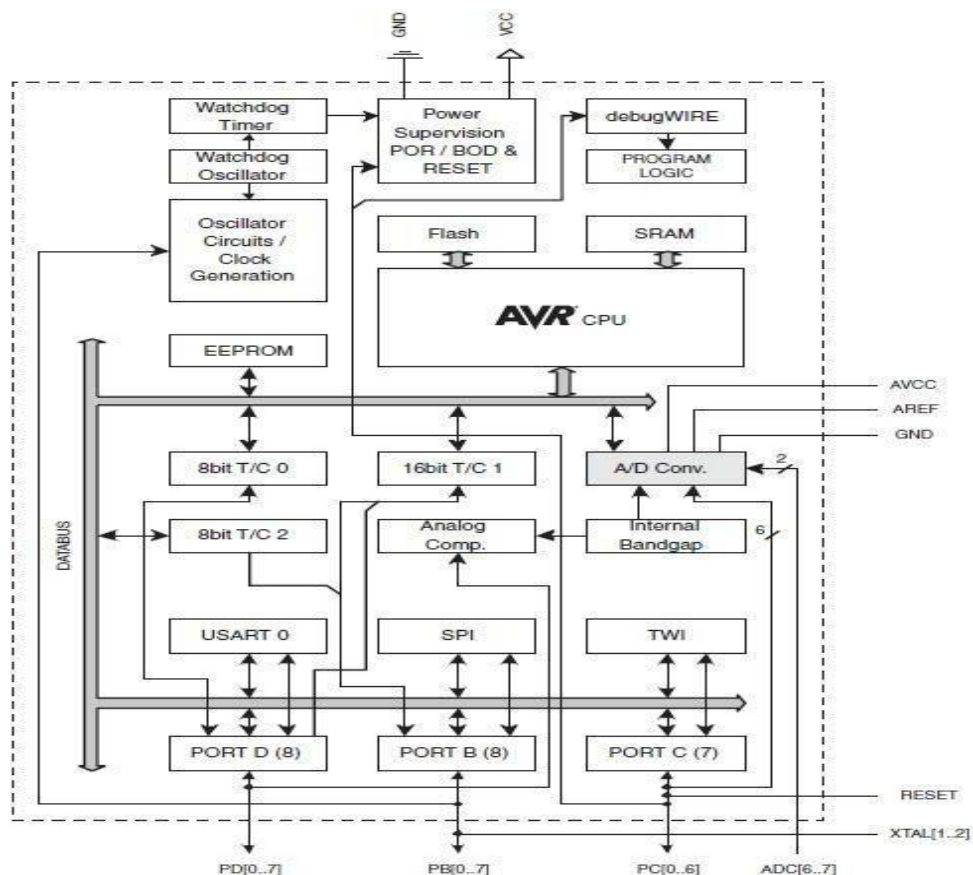 GND
VCC
Watchdog
Timer
Power
Supervision
POR / BOD &
RESET
debugWIRE
Watchdog
Oscillator
PROGRAM
LOGIC
Oscillator
Circuits /
Clock
Generation
Flash
SRAM
AVR CPU
EEPROM
AVCC
AREF
GND
8bit T/C 0
16bit T/C 1
A/D Conv.
2
DATABUS
8bit T/C 2
Analog
Comp.
Internal
Bandgap
6
USART 0
SPI
TWI
PORT D (8)
PORT B (8)
PORT C (7)
RESET
XTAL[1..2]
PD[0..7]
PB[0..7]
PC[0..6]
ADC[6..7]